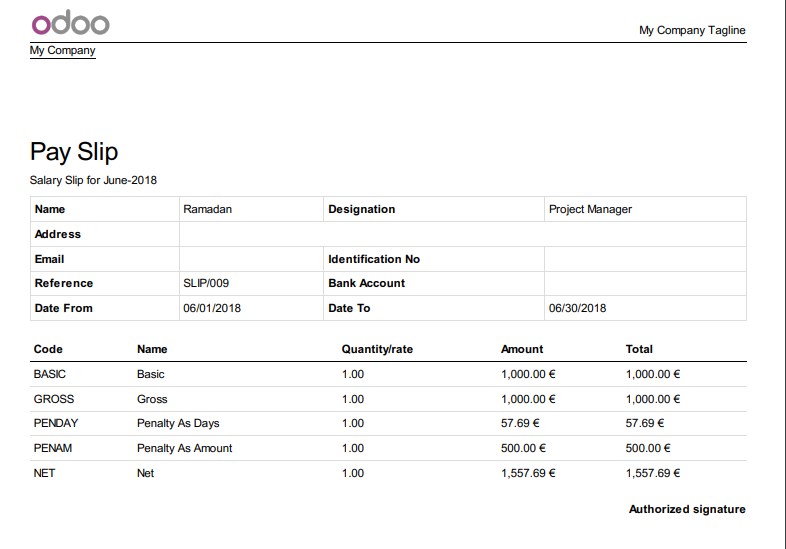 odoo
My Company Tagline
My Company
Pay Slip
Salary Slip for June-2018
Name Ramadan Designation Project Manager
Address
Email Identification No
Reference SLIP/009 Bank Account
Date From 06/01/2018 Date To 06/30/2018
Code Name Quantity/rate Amount Total
BASIC Basic 1.00 1,000.00 € 1,000.00 €
GROSS Gross 1.00 1,000.00 € 1,000.00 €
PENDAY Penalty As Days 1.00 57.69 € 57.69 €
PENAM Penalty As Amount 1.00 500.00 € 500.00 €
NET Net 1.00 1,557.69 € 1,557.69 €
Authorized signature